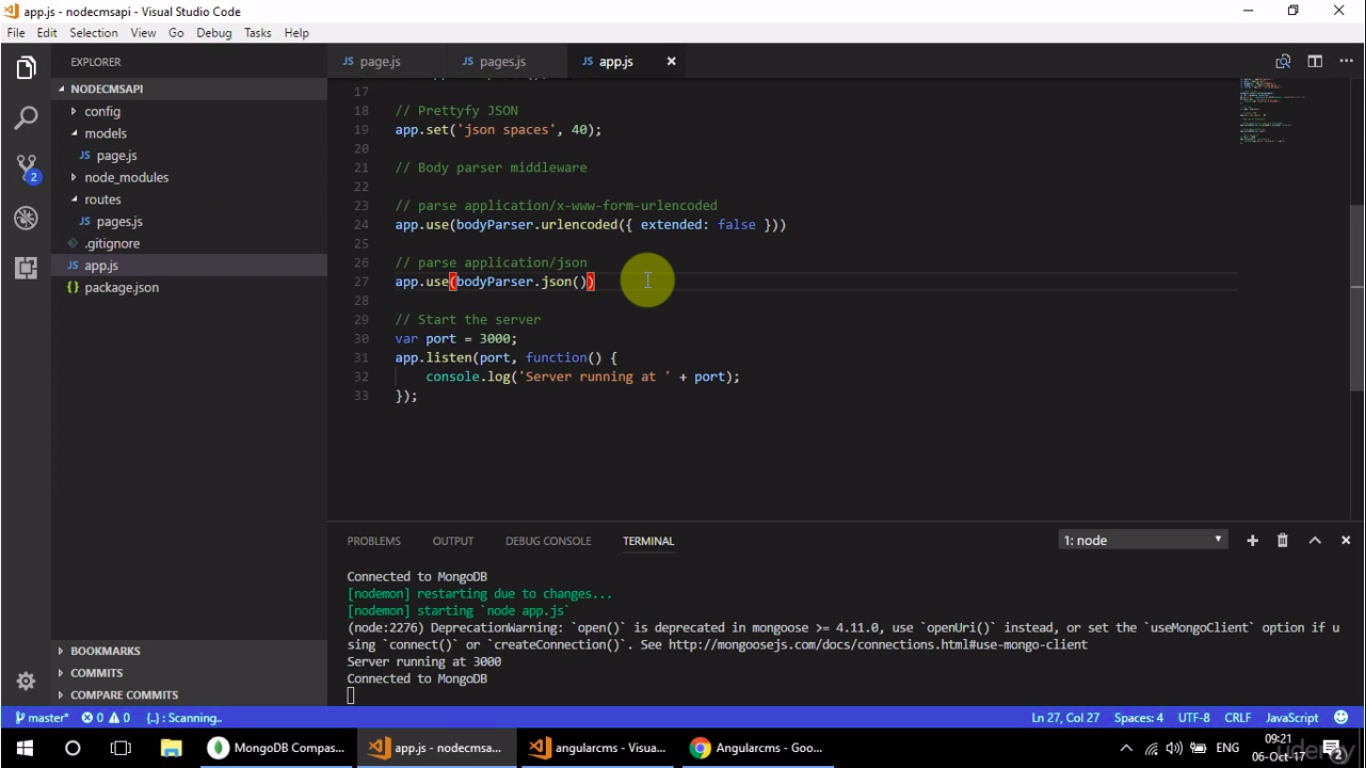 app.js - nodecmsapi - Visual Studio Code
File Edit Selection View Go Debug Tasks Help
EXPLORER
JS page.js
JS pages.js
JS app.js
NODECMSAPI
config
models
JS page.js
node_modules
routes
JS pages.js
.gitignore
JS app.js
{} package.json
17
18 // Prettyfy JSON
19 app.set('json spaces', 40);
20
21 // Body parser middleware
22
23 // parse application/x-www-form-urlencoded
24 app.use(bodyParser.urlencoded({ extended: false }))
25
26 // parse application/json
27 app.use(bodyParser.json())
28
29 // Start the server
30 var port = 3000;
31 app.listen(port, function() {
32 console.log('Server running at ' + port);
33 });
2
PROBLEMS OUTPUT DEBUG CONSOLE TERMINAL 1: node
Connected to MongoDB
[nodemon] restarting due to changes...
[nodemon] starting `node app.js`
(node:2276) DeprecationWarning: `open()` is deprecated in mongoose >= 4.11.0, use `openUri()` instead, or set the `useMongoClient` option if u
sing `connect()` or `createConnection()`. See http://mongoosejs.com/docs/connections.html#use-mongo-client
Server running at 3000
Connected to MongoDB
BOOKMARKS
COMMITS
COMPARE COMMITS
master* 0 0 {..} : Scanning.. Ln 27, Col 27 Spaces: 4 UTF-8 CRLF JavaScript
MongoDB Compas... app.js - nodecmsa... angularcms - Visua... Angularcms - Goo... ENG 09:21
06-Oct-17
2
udemy